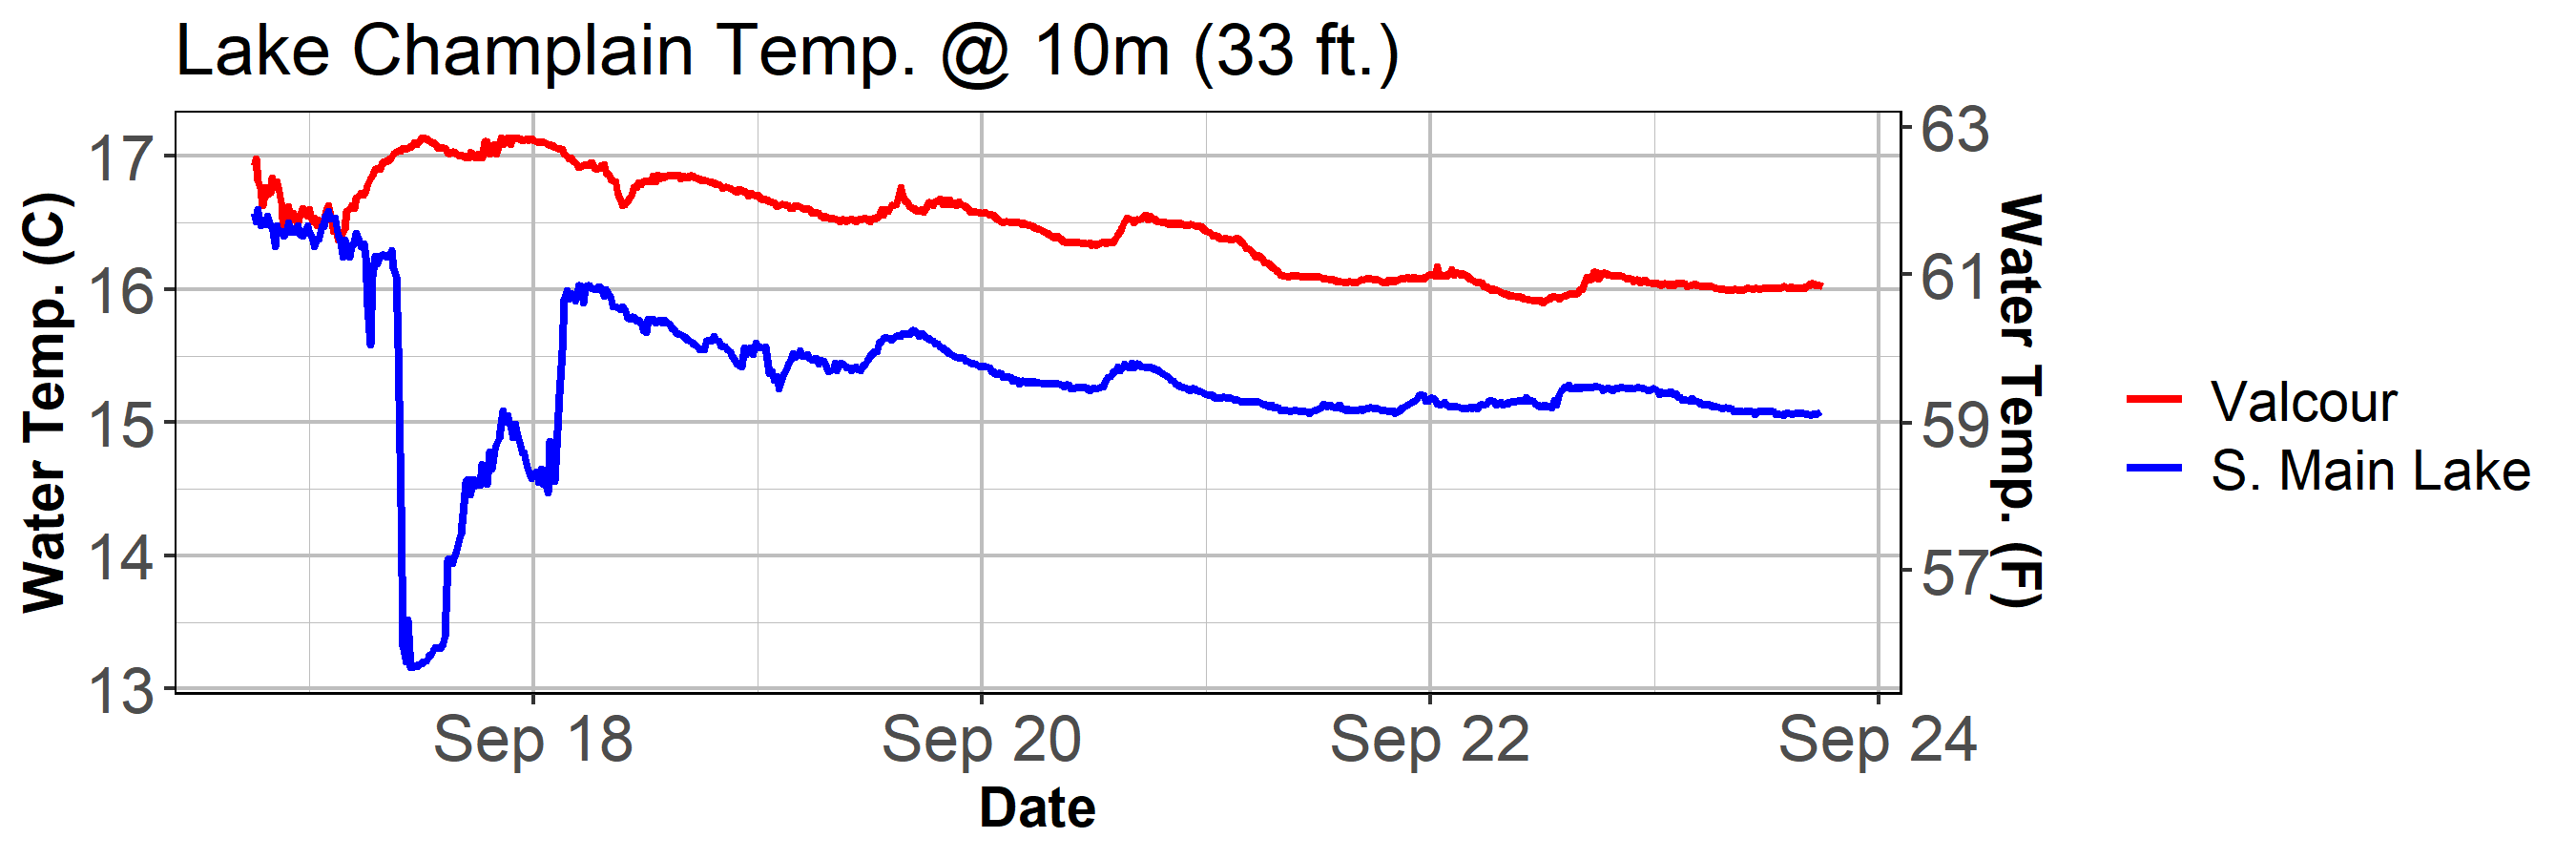 Lake Champlain Temp. @ 10m (33 ft.)
Water Temp. (C)
17
16
15
14
13
63
61
59
57
Water Temp. (F)
Sep 18
Sep 20
Sep 22
Sep 24
Date
Valcour
S. Main Lake